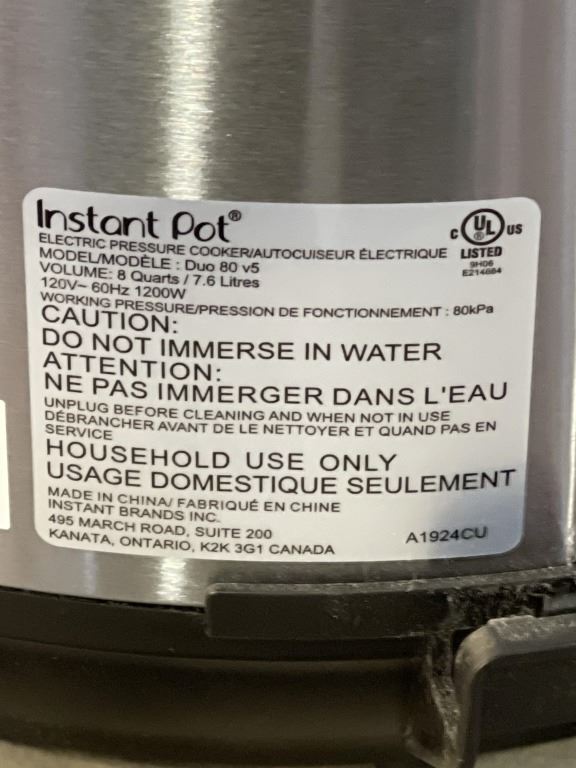 Instant Pot®
ELECTRIC PRESSURE COOKER/AUTOCUISEUR ÉLECTRIQUE
MODEL/MODÈLE : Duo 80 v5
VOLUME: 8 Quarts / 7.6 Litres
120V~ 60Hz 1200W
WORKING PRESSURE/PRESSION DE FONCTIONNEMENT : 80kPa
C UL US
LISTED
9H06
E214684
CAUTION:
DO NOT IMMERSE IN WATER
ATTENTION:
NE PAS IMMERGER DANS L'EAU
UNPLUG BEFORE CLEANING AND WHEN NOT IN USE
DÉBRANCHER AVANT DE LE NETTOYER ET QUAND PAS EN
SERVICE
HOUSEHOLD USE ONLY
USAGE DOMESTIQUE SEULEMENT
MADE IN CHINA/ FABRIQUÉ EN CHINE
INSTANT BRANDS INC.
495 MARCH ROAD, SUITE 200
KANATA, ONTARIO, K2K 3G1 CANADA
A1924CU